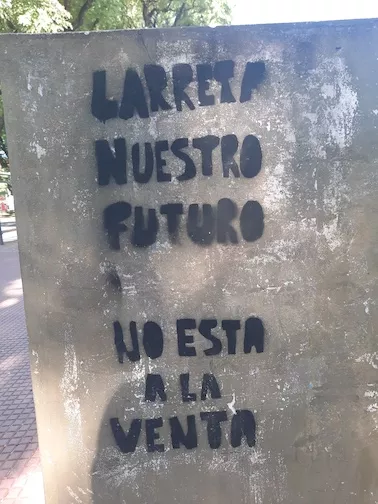 LARRETA
NUESTRO
FUTURO
NO ESTA
A LA
VENTA